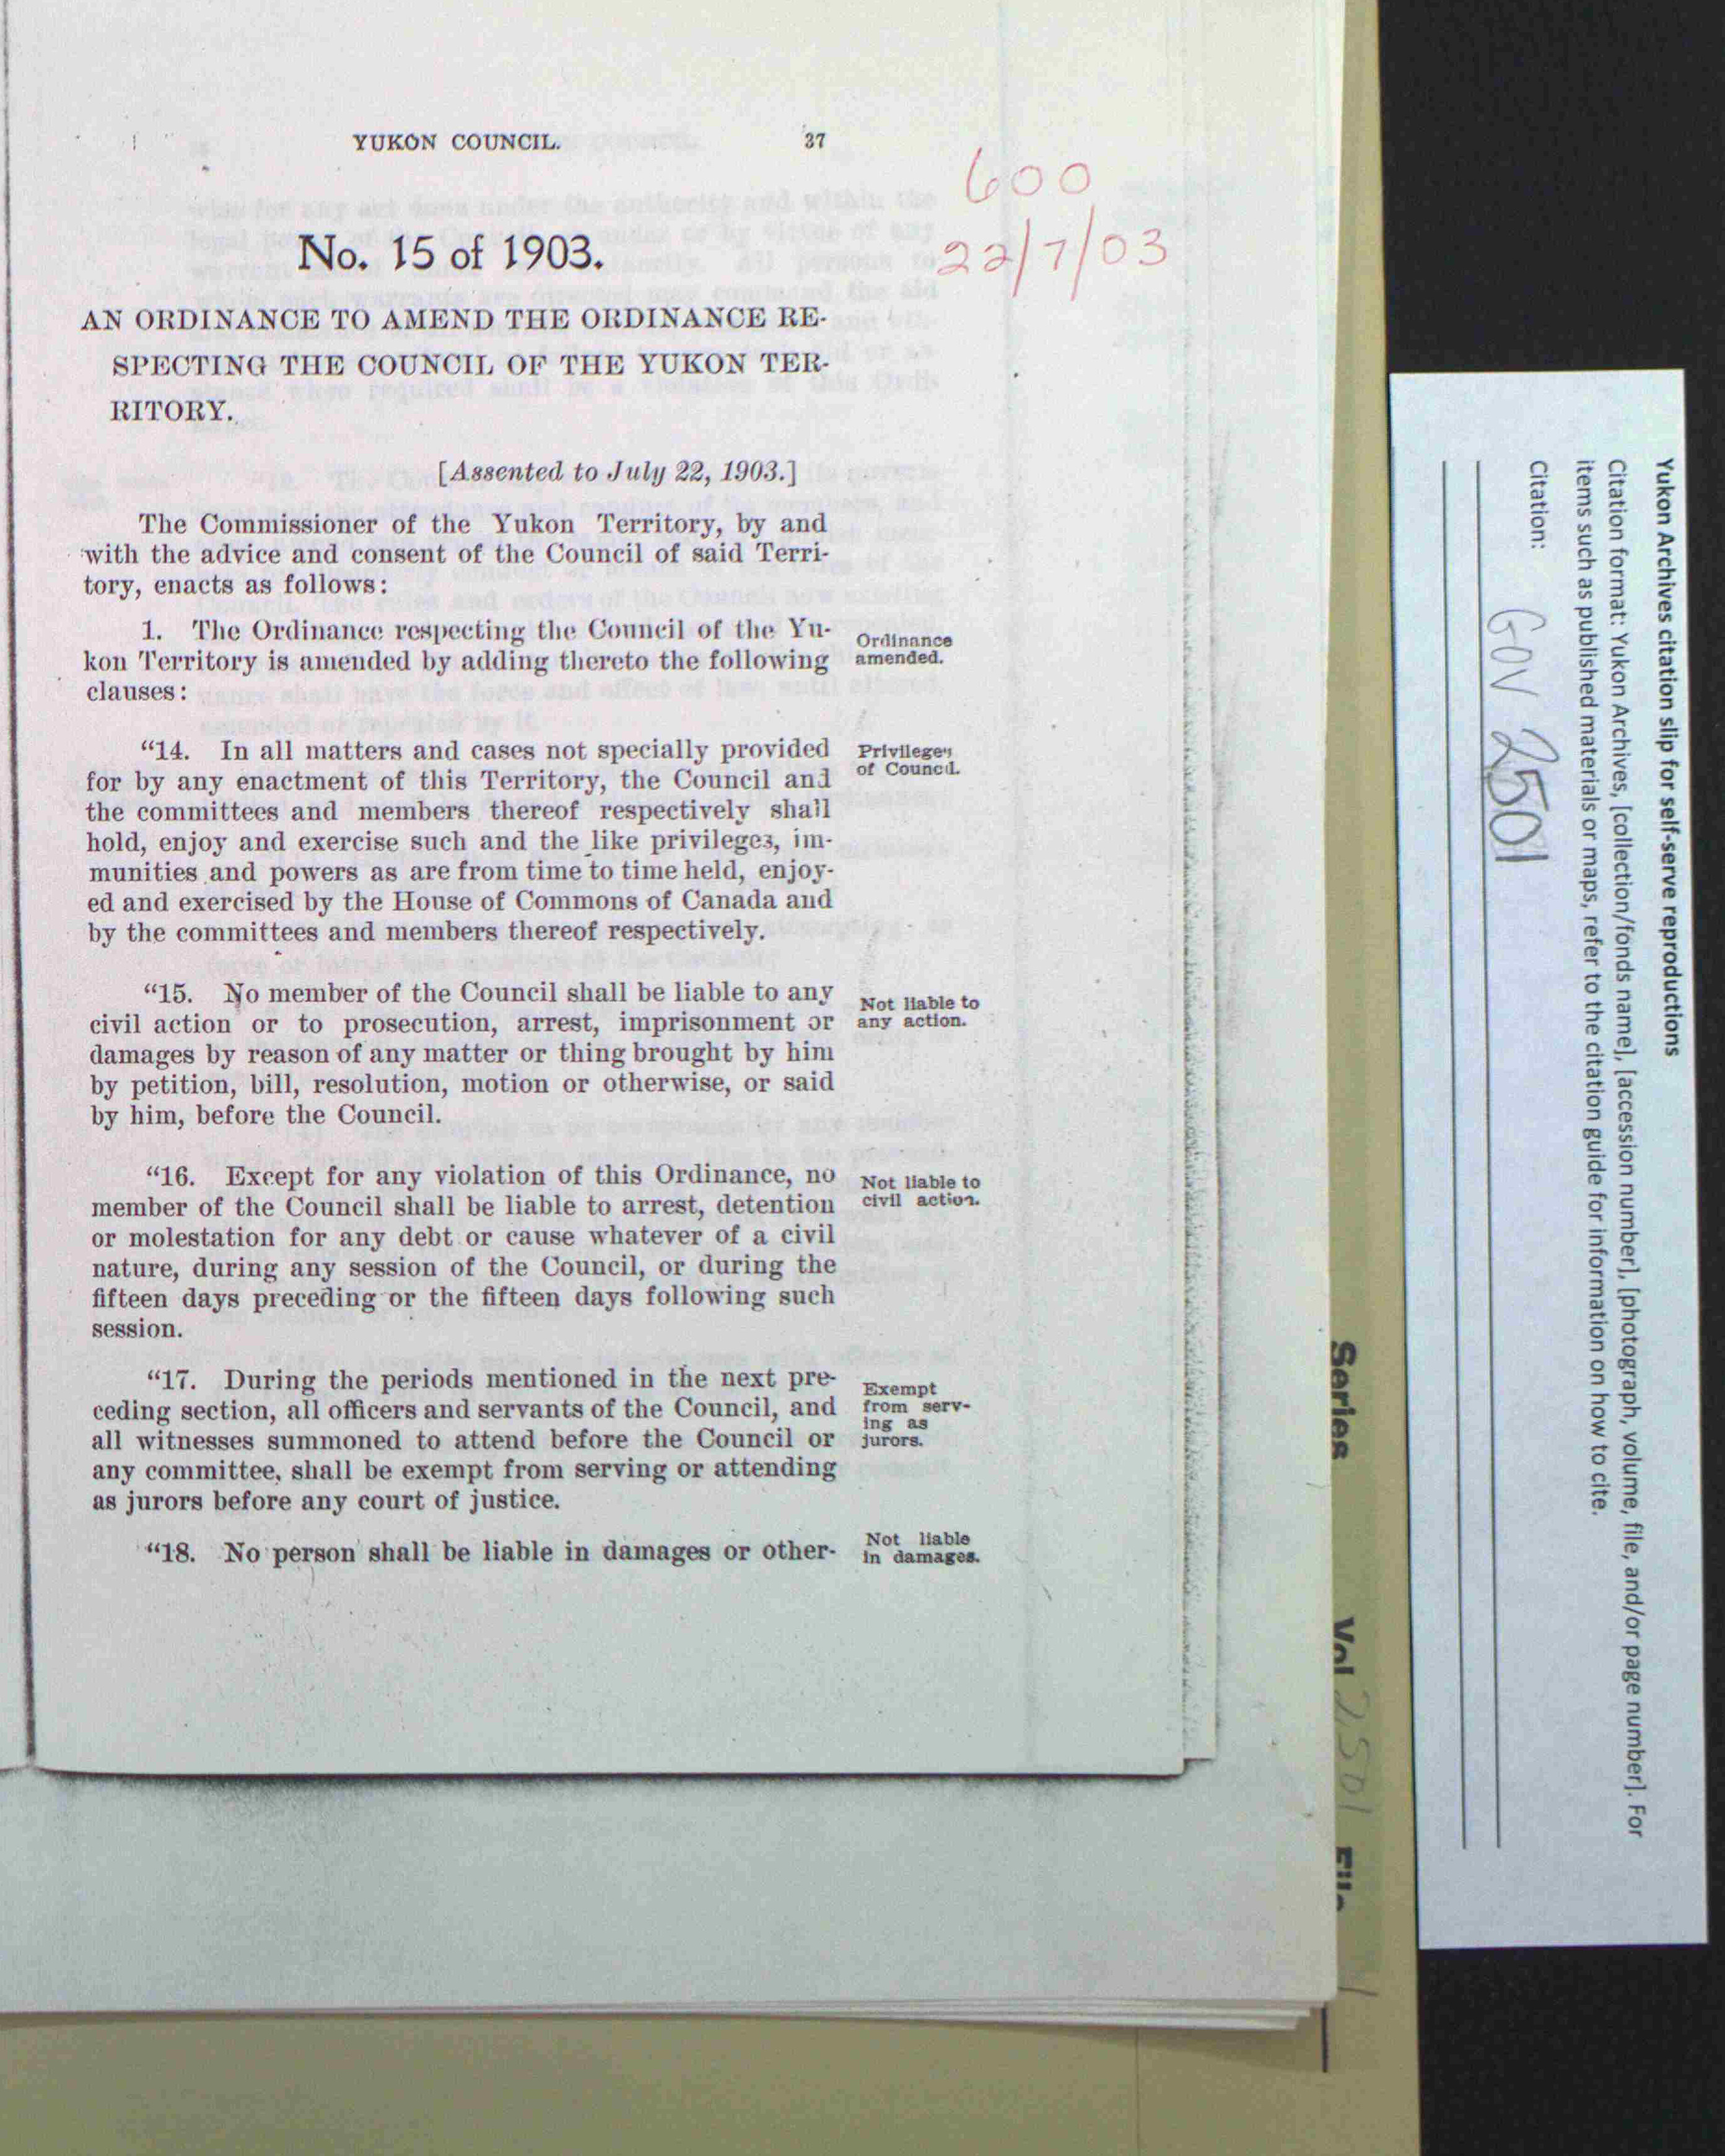 YUKON COUNCIL.
37
600
22/7/03
No. 15 of 1903.
AN ORDINANCE TO AMEND THE ORDINANCE RE-
SPECTING THE COUNCIL OF THE YUKON TER-
RITORY.
[Assented to July 22, 1903.]
The Commissioner of the Yukon Territory, by and
with the advice and consent of the Council of said Terri-
tory, enacts as follows:
1. The Ordinance respecting the Council of the Yu-
kon Territory is amended by adding thereto the following
clauses:
Ordinance
amended.
"14. In all matters and cases not specially provided
for by any enactment of this Territory, the Council and
the committees and members thereof respectively shall
hold, enjoy and exercise such and the like privileges, im-
munities and powers as are from time to time held, enjoy-
ed and exercised by the House of Commons of Canada and
by the committees and members thereof respectively.
Privileges
of Council.
"15. No member of the Council shall be liable to any
civil action or to prosecution, arrest, imprisonment or
damages by reason of any matter or thing brought by him
by petition, bill, resolution, motion or otherwise, or said
by him, before the Council.
Not liable to
any action.
"16. Except for any violation of this Ordinance, no
member of the Council shall be liable to arrest, detention
or molestation for any debt or cause whatever of a civil
nature, during any session of the Council, or during the
fifteen days preceding or the fifteen days following such
session.
Not liable to
civil action.
"17. During the periods mentioned in the next pre-
ceding section, all officers and servants of the Council, and
all witnesses summoned to attend before the Council or
any committee, shall be exempt from serving or attending
as jurors before any court of justice.
Exempt
from serv-
ing as
jurors.
"18. No person shall be liable in damages or other-
Not liable
in damages.
Series Vol 2501 File
Yukon Archives citation slip for self-serve reproductions
Citation format: Yukon Archives, [collection/fonds name], [accession number], [photograph, volume, file, and/or page number]. For
items such as published materials or maps, refer to the citation guide for information on how to cite.
Citation:
GOV 2501